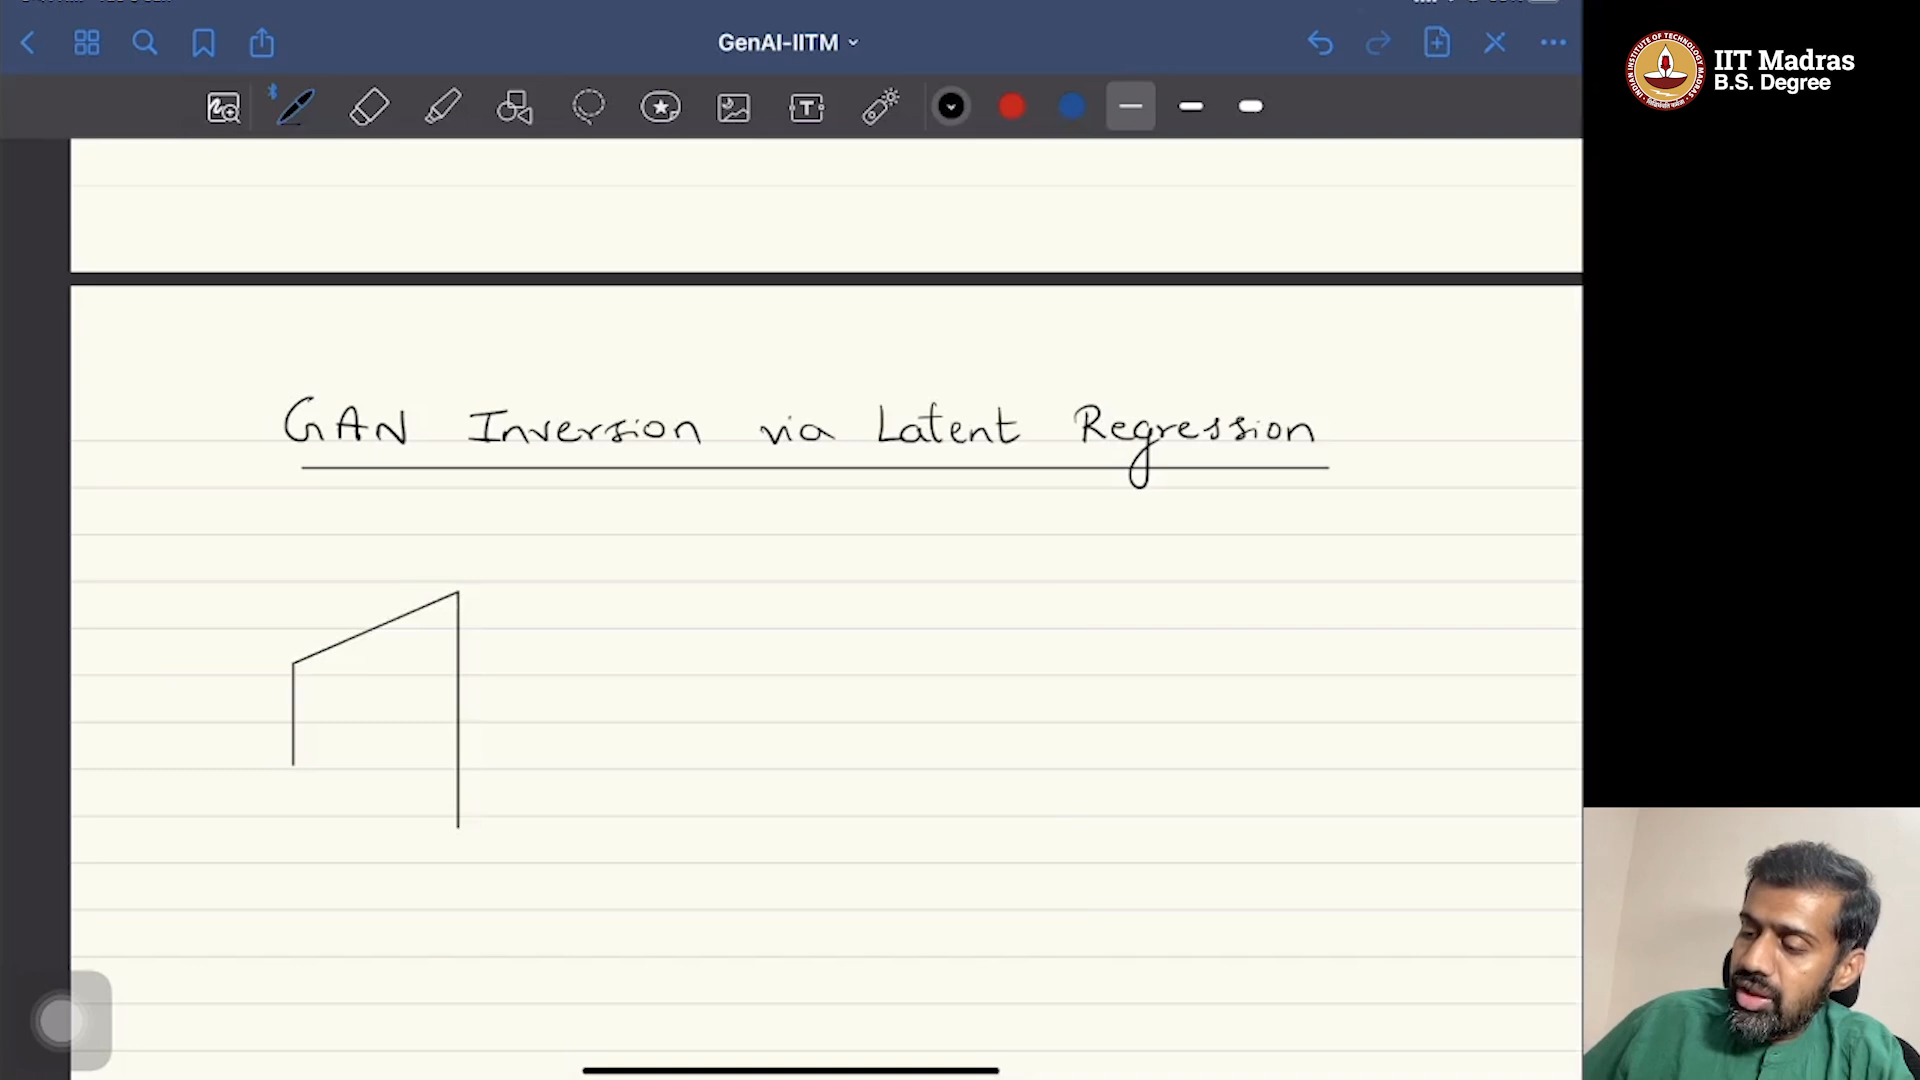 GenAI-IITM
IIT Madras
B.S. Degree
GAN Inversion via Latent Regression